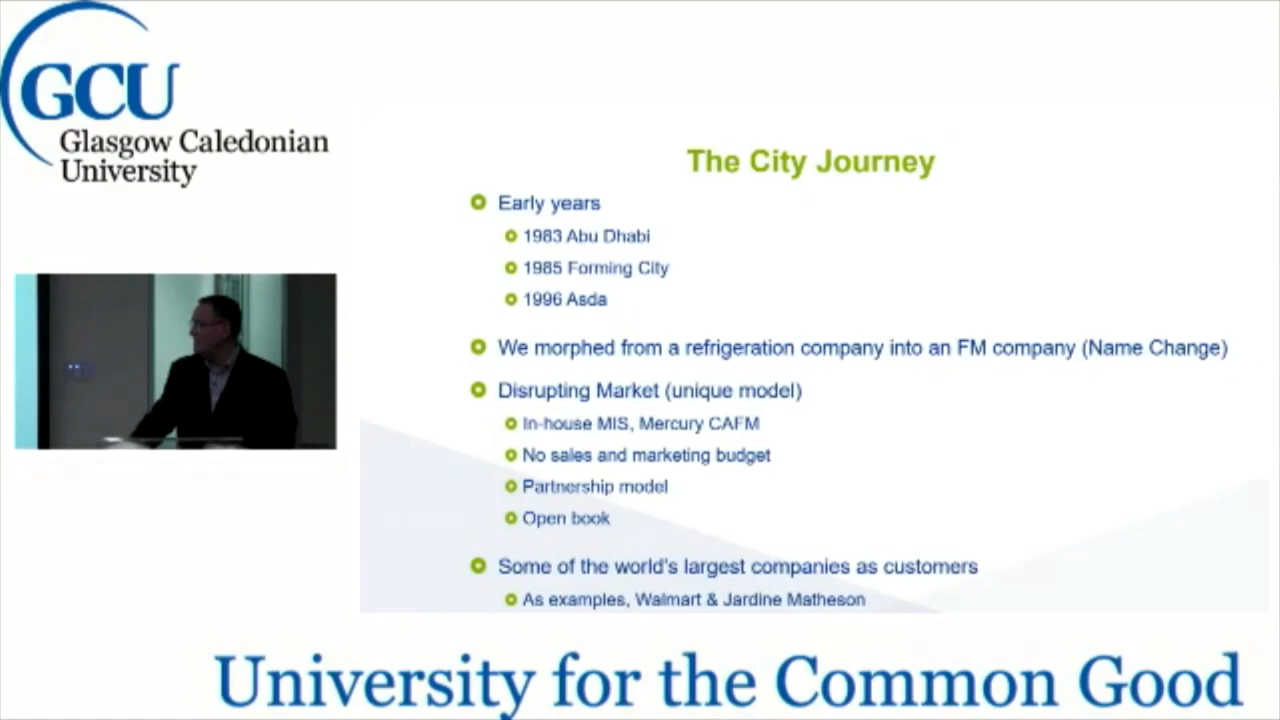 GCU
Glasgow Caledonian
University
The City Journey
Early years
1983 Abu Dhabi
1985 Forming City
1996 Asda
We morphed from a refrigeration company into an FM company (Name Change)
Disrupting Market (unique model)
In-house MIS, Mercury CAFM
No sales and marketing budget
Partnership model
Open book
Some of the world's largest companies as customers
As examples, Walmart & Jardine Matheson
University for the Common Good